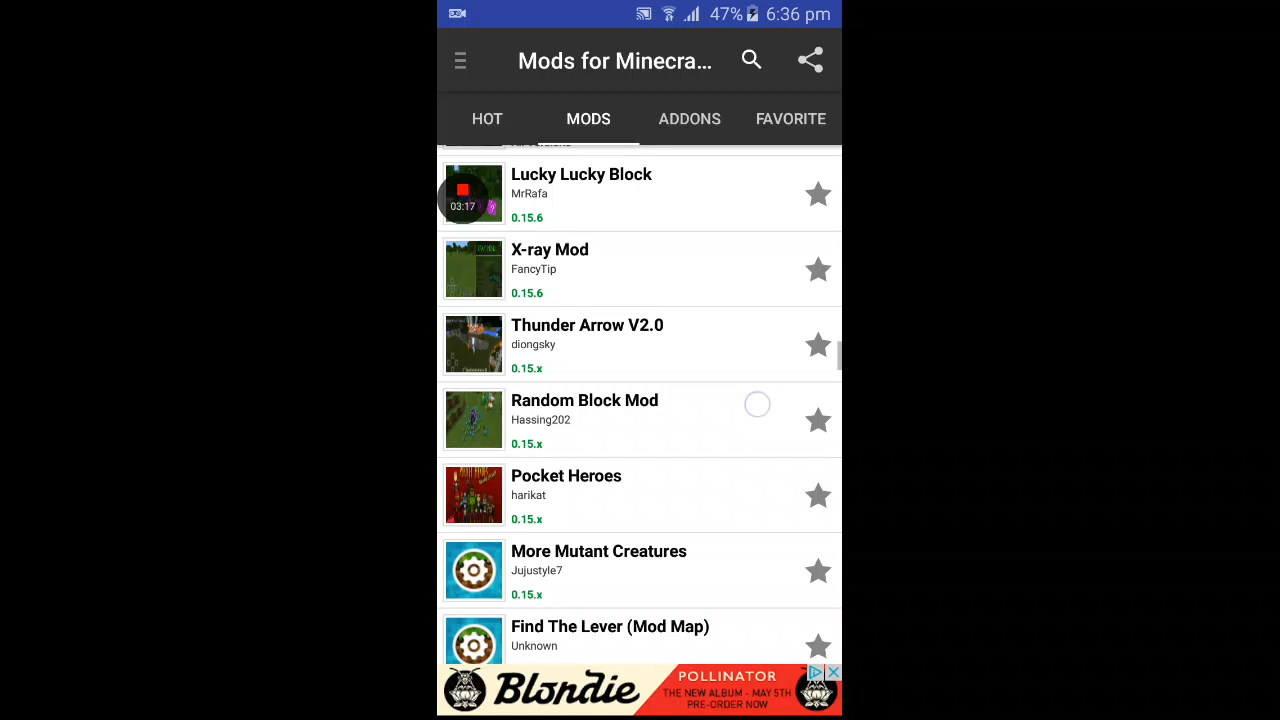 47% 6:36 pm
Mods for Minecra...
HOT MODS ADDONS FAVORITE
Lucky Lucky Block
MrRafa
03:17
0.15.6
X-ray Mod
FancyTip
0.15.6
Thunder Arrow V2.0
diongsky
0.15.x
Random Block Mod
Hassing202
0.15.x
Pocket Heroes
harikat
0.15.x
More Mutant Creatures
Jujustyle7
0.15.x
Find The Lever (Mod Map)
Unknown
Blondie
POLLINATOR
THE NEW ALBUM - MAY 5TH
PRE-ORDER NOW